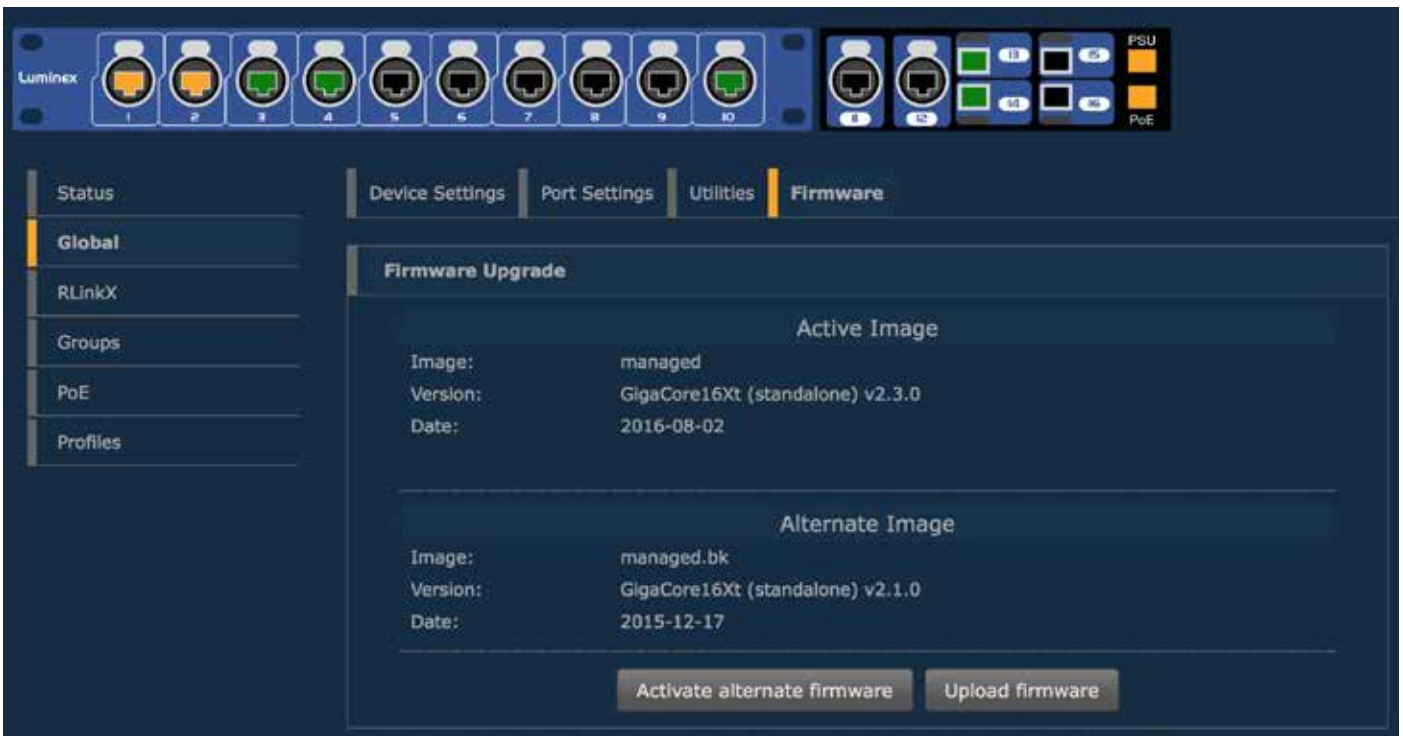 PSU
Luminex
13 15
14 16
1 2 3 4 5 6 7 8 9 10 11 12
PoE
Status
Global
RLinkX
Groups
PoE
Profiles
Device Settings Port Settings Utilities Firmware
Firmware Upgrade
Active Image
Image: managed
Version: GigaCore16Xt (standalone) v2.3.0
Date: 2016-08-02
Alternate Image
Image: managed.bk
Version: GigaCore16Xt (standalone) v2.1.0
Date: 2015-12-17
Activate alternate firmware Upload firmware